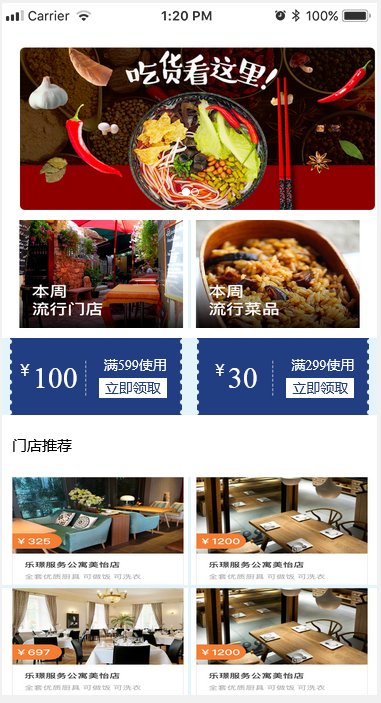 Carrier 1:20 PM 100%
吃货看这里!
本周
流行门店
本周
流行菜品
¥100
满599使用
立即领取
¥30
满299使用
立即领取
门店推荐
¥ 325
¥ 1200
乐璟服务公寓美怡店
全套优质厨具 可做饭 可洗衣
乐璟服务公寓美怡店
全套优质厨具 可做饭 可洗衣
¥ 697
¥ 1200
乐璟服务公寓美怡店
全套优质厨具 可做饭 可洗衣
乐璟服务公寓美怡店
全套优质厨具 可做饭 可洗衣